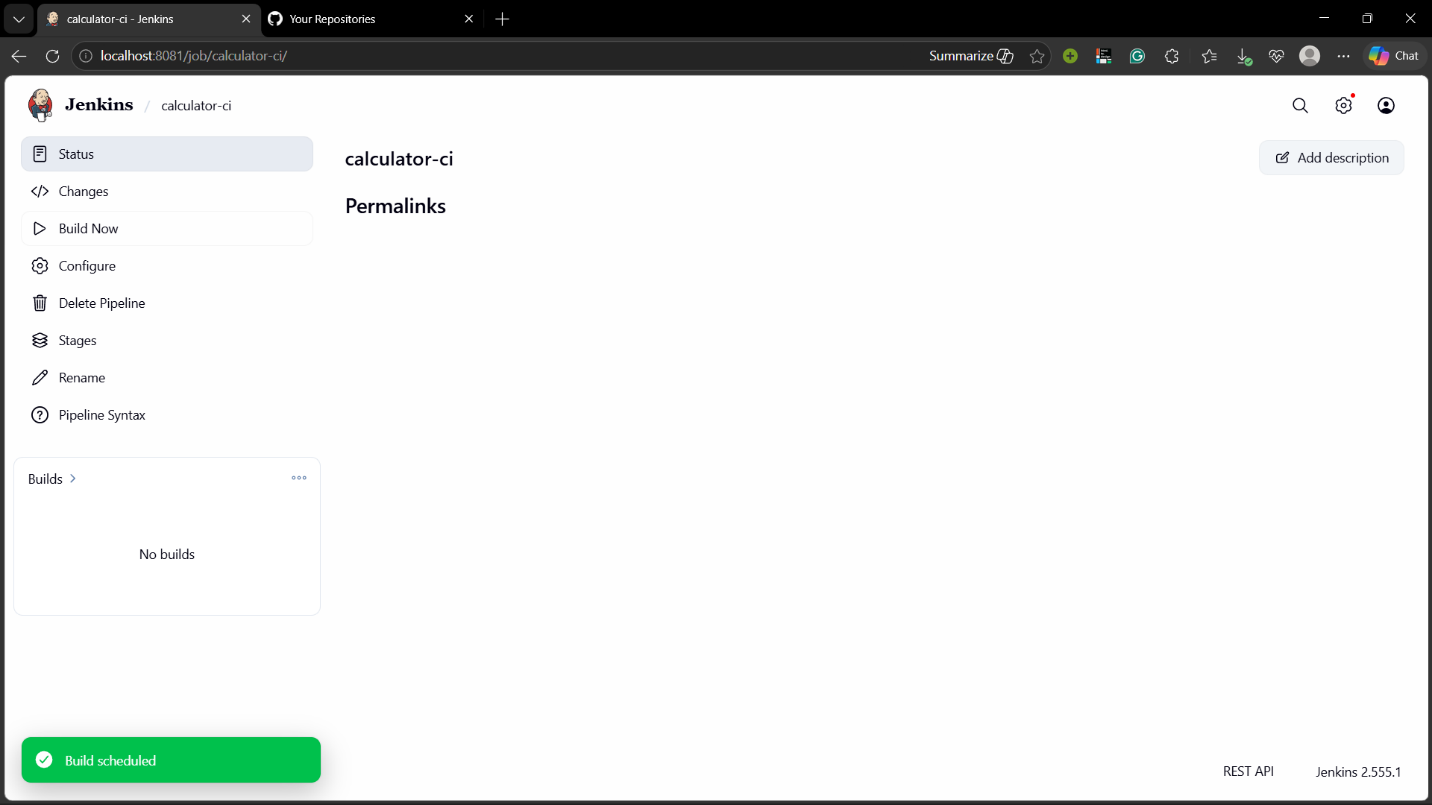 calculator-ci - Jenkins
Your Repositories
localhost:8081/job/calculator-ci/
Summarize
Chat
Jenkins / calculator-ci
Status
Changes
Build Now
Configure
Delete Pipeline
Stages
Rename
Pipeline Syntax
calculator-ci
Add description
Permalinks
Builds
No builds
Build scheduled
REST API
Jenkins 2.555.1